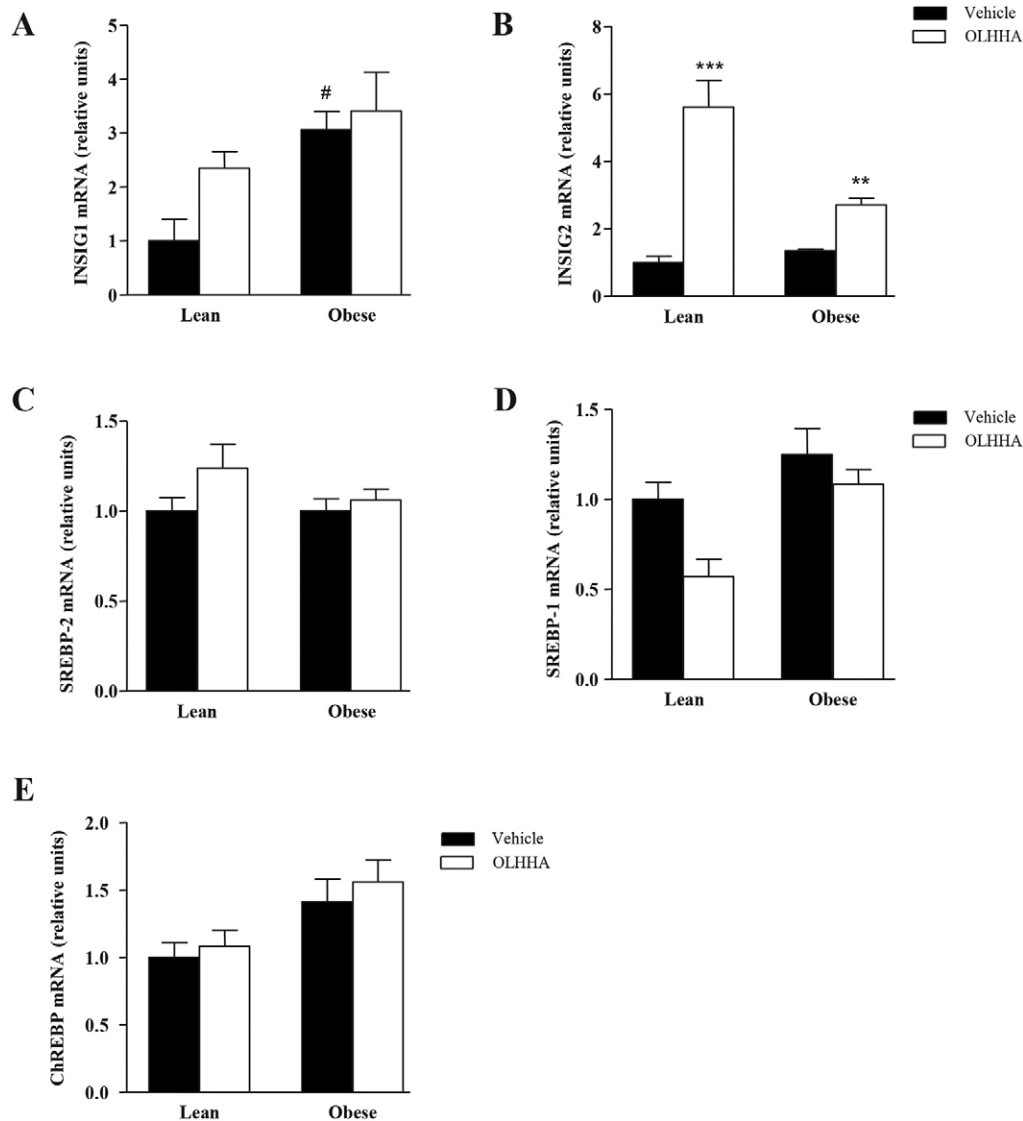 A
INSIG1 mRNA (relative units)
5
4
3
2
1
0
#
Lean
Obese
B
INSIG2 mRNA (relative units)
8
6
4
2
0
***
**
Lean
Obese
Vehicle
OLHHA
C
SREBP-2 mRNA (relative units)
1.5
1.0
0.5
0.0
Lean
Obese
D
SREBP-1 mRNA (relative units)
1.5
1.0
0.5
0.0
Lean
Obese
Vehicle
OLHHA
E
ChREBP mRNA (relative units)
2.0
1.5
1.0
0.5
0.0
Lean
Obese
Vehicle
OLHHA